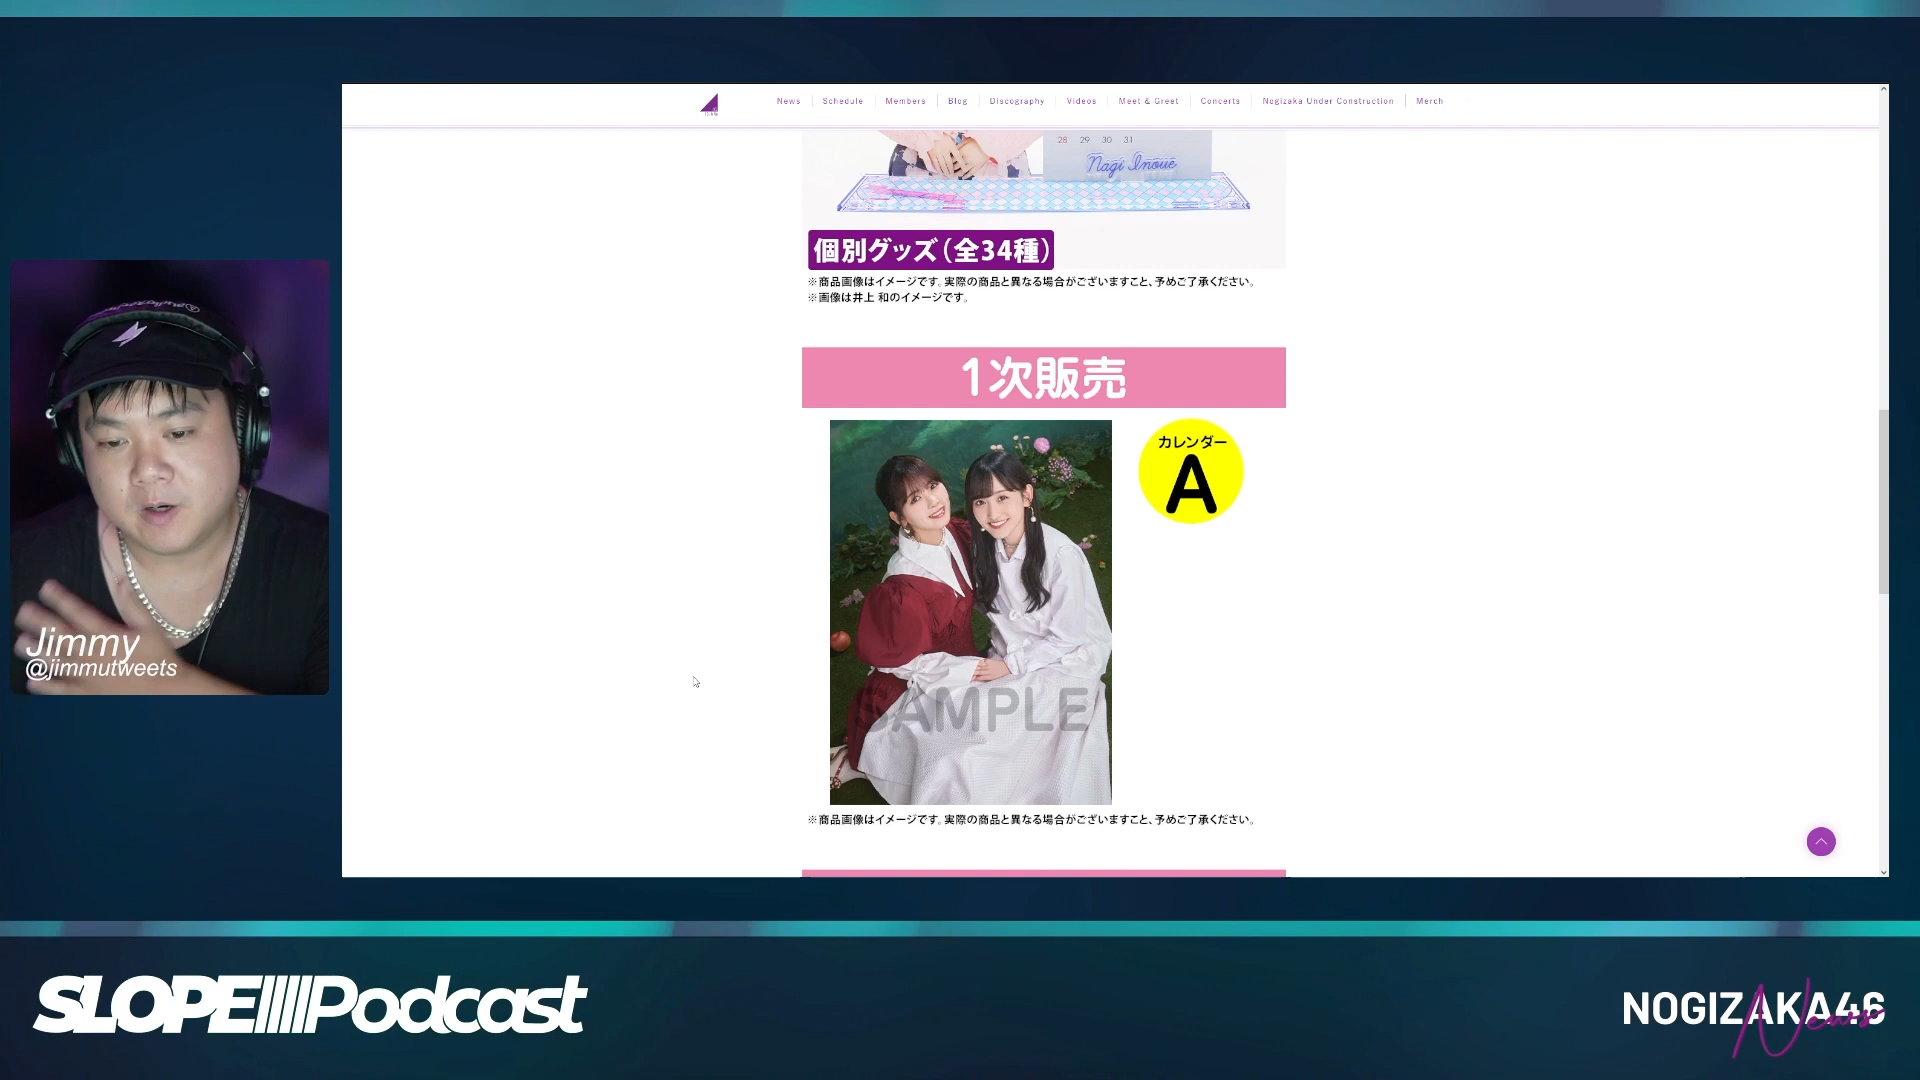 News
Schedule
Members
Blog
Discography
Videos
Meet & Greet
Concerts
Nogizaka Under Construction
Merch
28 29 30 31
Nagi Inoue
個別グッズ(全34種)
※商品画像はイメージです。実際の商品と異なる場合がございますこと、予めご了承ください。
※画像は井上 和のイメージです。
1次販売
カレンダー
A
SAMPLE
※商品画像はイメージです。実際の商品と異なる場合がございますこと、予めご了承ください。
Jimmy
@jimmutweets
SLOPE Podcast
NOGIZAKA46
News